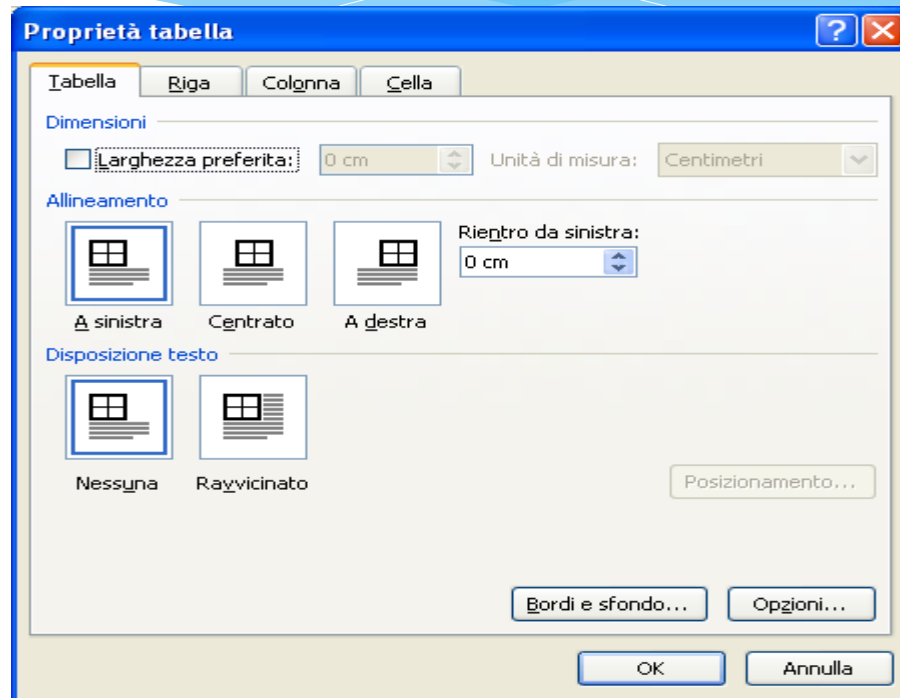 Proprietà tabella
Tabella Riga Colonna Cella
Dimensioni
Larghezza preferita: 0 cm Unità di misura: Centimetri
Allineamento
Rientro da sinistra:
0 cm
A sinistra Centrato A destra
Disposizione testo
Nessuna Ravvicinato
Posizionamento...
Bordi e sfondo... Opzioni...
OK Annulla